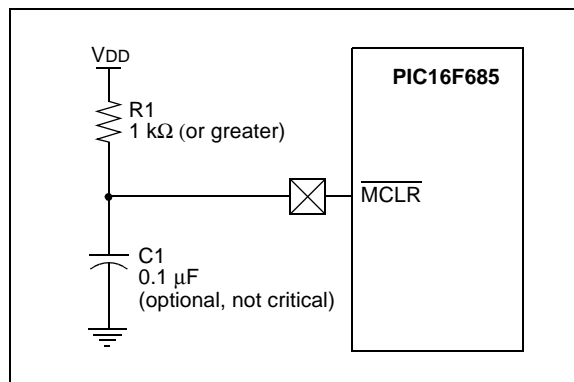 VDD
R1
1 kΩ (or greater)
PIC16F685
MCLR
C1
0.1 μF
(optional, not critical)